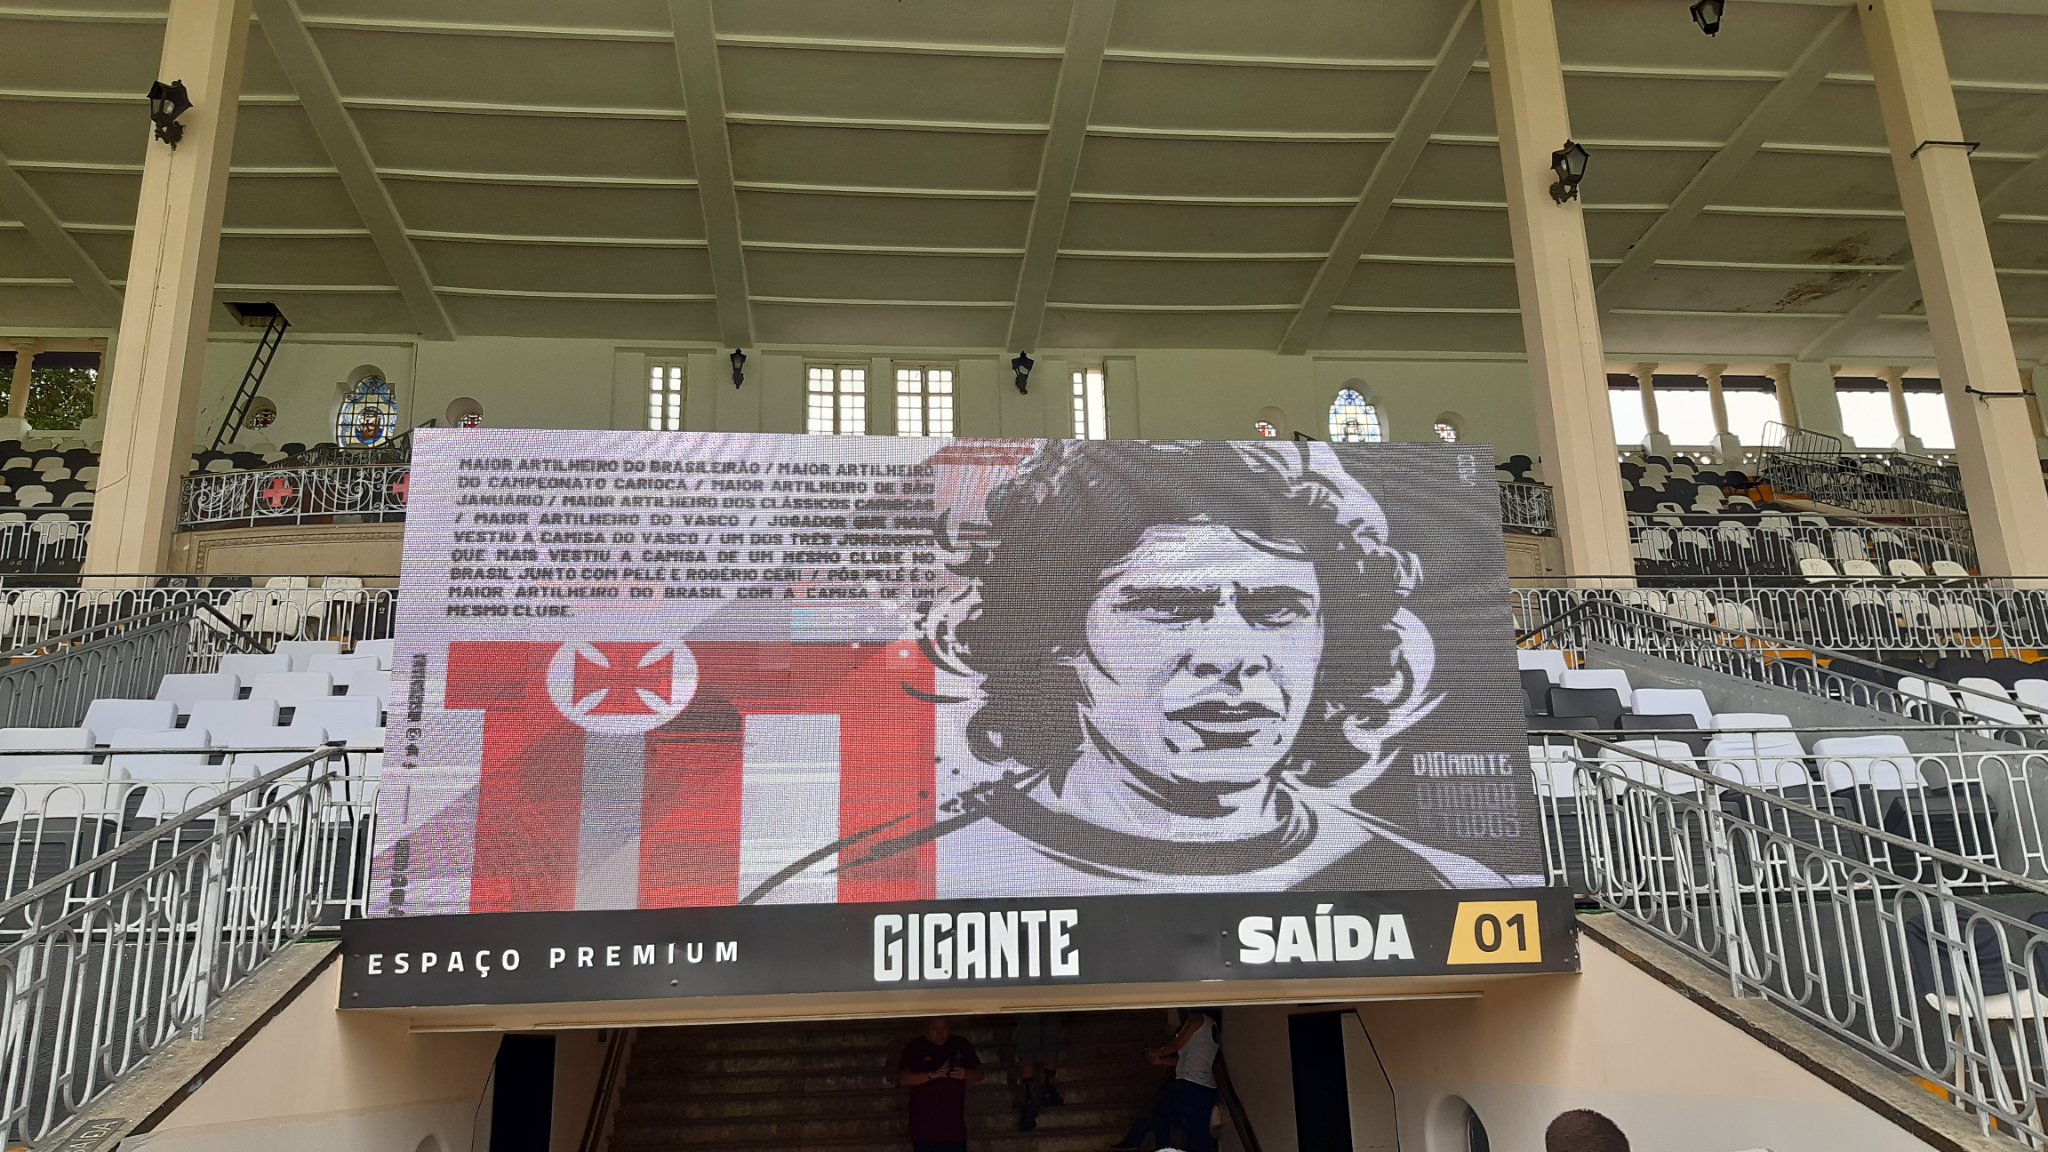 MAIOR ARTILHEIRO DO BRASILEIRÃO / MAIOR ARTILHEIRO
DO CAMPEONATO CARIOCA / MAIOR ARTILHEIRO DE SÃO
JANUÁRIO / MAIOR ARTILHEIRO DOS CLÁSSICOS CARIOCAS
/ MAIOR ARTILHEIRO DO VASCO / JOGADOR QUE MAIS
VESTIU A CAMISA DO VASCO / UM DOS TRÊS JOGADORES
QUE MAIS VESTIU A CAMISA DE UM MESMO CLUBE NO
BRASIL JUNTO COM PELÉ E ROGÉRIO CENI / PÓS PELÉ É O
MAIOR ARTILHEIRO DO BRASIL COM A CAMISA DE UM
MESMO CLUBE.
DINAMITE
ESPAÇO PREMIUM
GIGANTE
SAÍDA
01